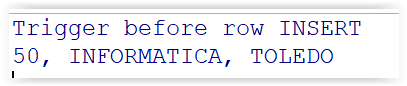 Trigger before row INSERT
50, INFORMATICA, TOLEDO